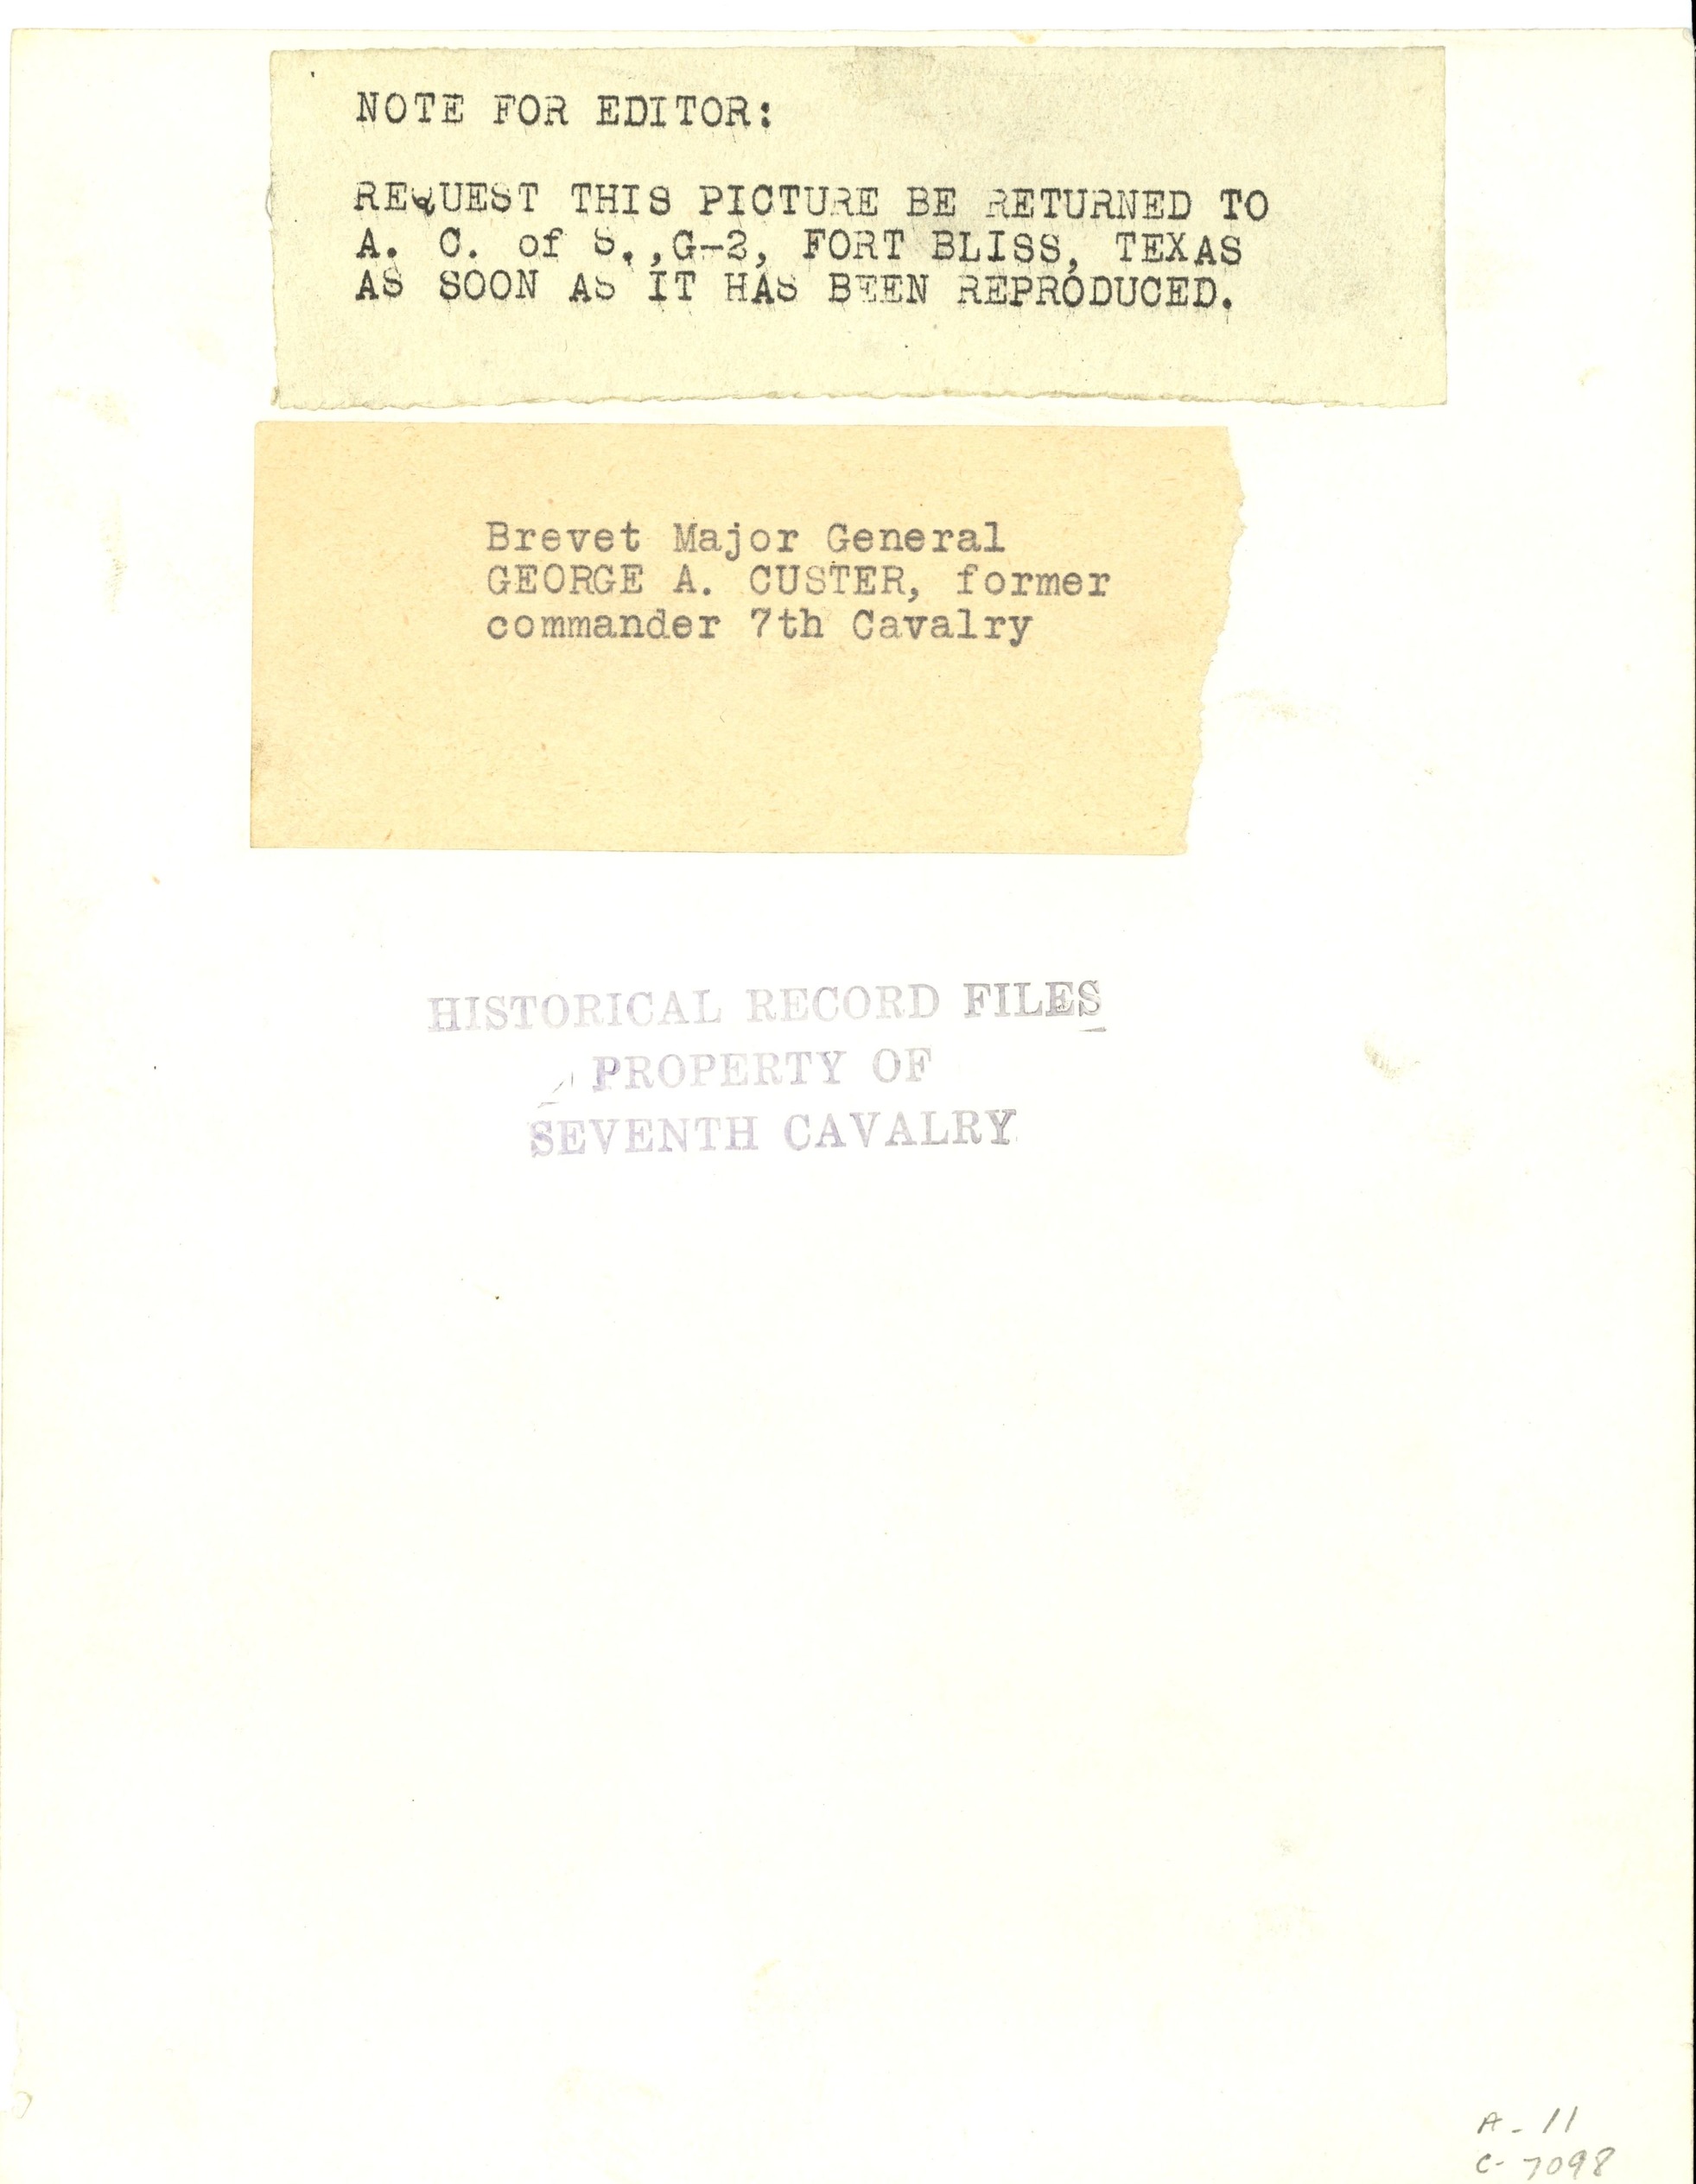 NOTE FOR EDITOR:
REQUEST THIS PICTURE BE RETURNED TO
A. C. of S.,G-2, FORT BLISS, TEXAS
AS SOON AS IT HAS BEEN REPRODUCED.
Brevet Major General
GEORGE A. CUSTER, former
commander 7th Cavalry
HISTORICAL RECORD FILES
PROPERTY OF
SEVENTH CAVALRY
A- 11
C- 7098